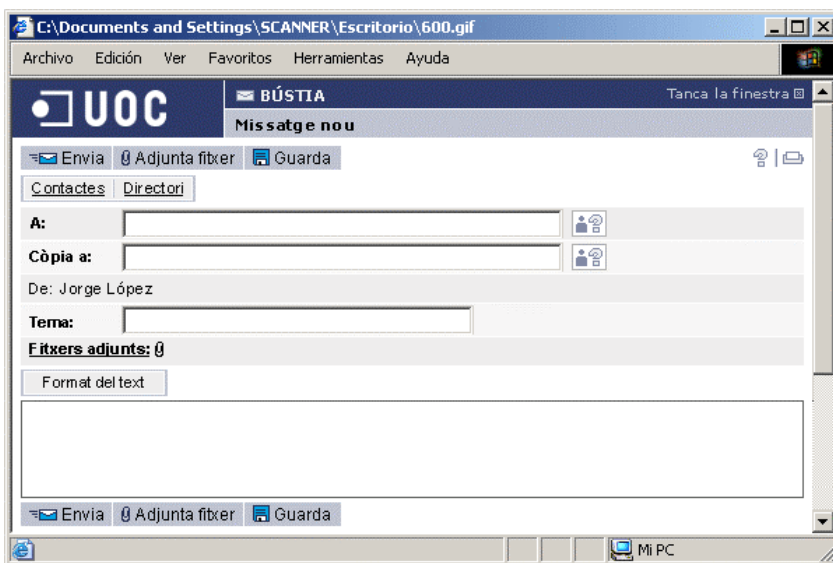 C:\Documents and Settings\SCANNER\Escritorio\600.gif
Archivo Edición Ver Favoritos Herramientas Ayuda
UOC
BÚSTIA Tanca la finestra
Missatge nou
Envia Adjunta fitxer Guarda
Contactes Directori
A:
Còpia a:
De: Jorge López
Tema:
Fitxers adjunts:
Format del text
Envia Adjunta fitxer Guarda
Mi PC